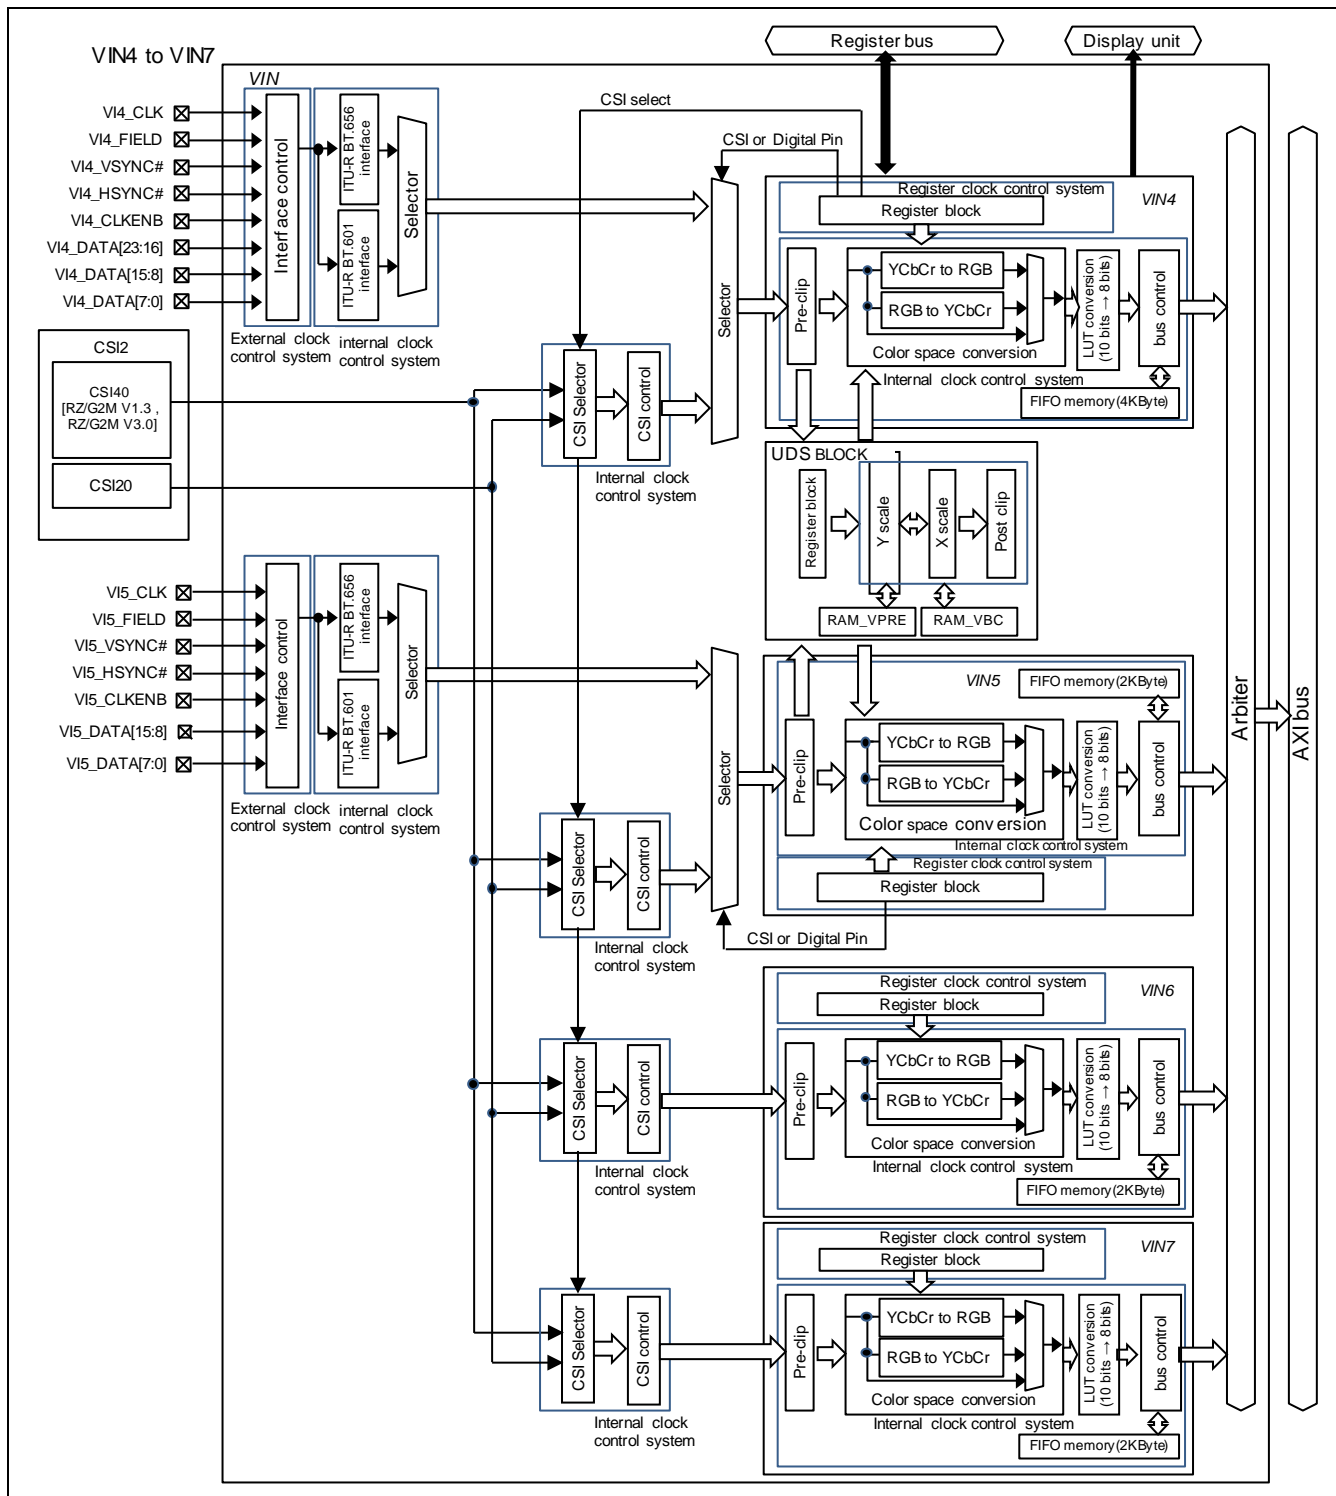 VIN4 to VIN7
Register bus
Display unit
VIN
CSI select
CSI or Digital Pin
VI4_CLK
VI4_FIELD
VI4_VSYNC#
VI4_HSYNC#
VI4_CLKENB
VI4_DATA[23:16]
VI4_DATA[15:8]
VI4_DATA[7:0]
Interface control
ITU-R BT.656
interface
ITU-R BT.601
interface
Selector
External clock
control system
internal clock
control system
Selector
Register clock control system
VIN4
Register block
Pre-clip
YCbCr to RGB
RGB to YCbCr
Color space conversion
LUT conversion
(10 bits → 8 bits)
bus control
Internal clock control system
FIFO memory(4KByte)
CSI2
CSI40
[RZ/G2M V1.3 ,
RZ/G2M V3.0]
CSI20
CSI Selector
CSI control
Internal clock
control system
UDS BLOCK
Register block
Y scale
X scale
Post clip
RAM_VPRE
RAM_VBC
VI5_CLK
VI5_FIELD
VI5_VSYNC#
VI5_HSYNC#
VI5_CLKENB
VI5_DATA[15:8]
VI5_DATA[7:0]
Interface control
ITU-R BT.656
interface
ITU-R BT.601
interface
Selector
External clock
control system
internal clock
control system
Selector
VIN5
FIFO memory(2KByte)
Pre-clip
YCbCr to RGB
RGB to YCbCr
Color space conversion
LUT conversion
(10 bits → 8 bits)
bus control
Internal clock control system
Register clock control system
Register block
CSI or Digital Pin
CSI Selector
CSI control
Internal clock
control system
Arbiter
AXI bus
Register clock control system
VIN6
Register block
CSI Selector
CSI control
Internal clock
control system
Pre-clip
YCbCr to RGB
RGB to YCbCr
Color space conversion
LUT conversion
(10 bits → 8 bits)
bus control
Internal clock control system
FIFO memory(2KByte)
Register clock control system
VIN7
Register block
CSI Selector
CSI control
Internal clock
control system
Pre-clip
YCbCr to RGB
RGB to YCbCr
Color space conversion
LUT conversion
(10 bits → 8 bits)
bus control
Internal clock control system
FIFO memory(2KByte)